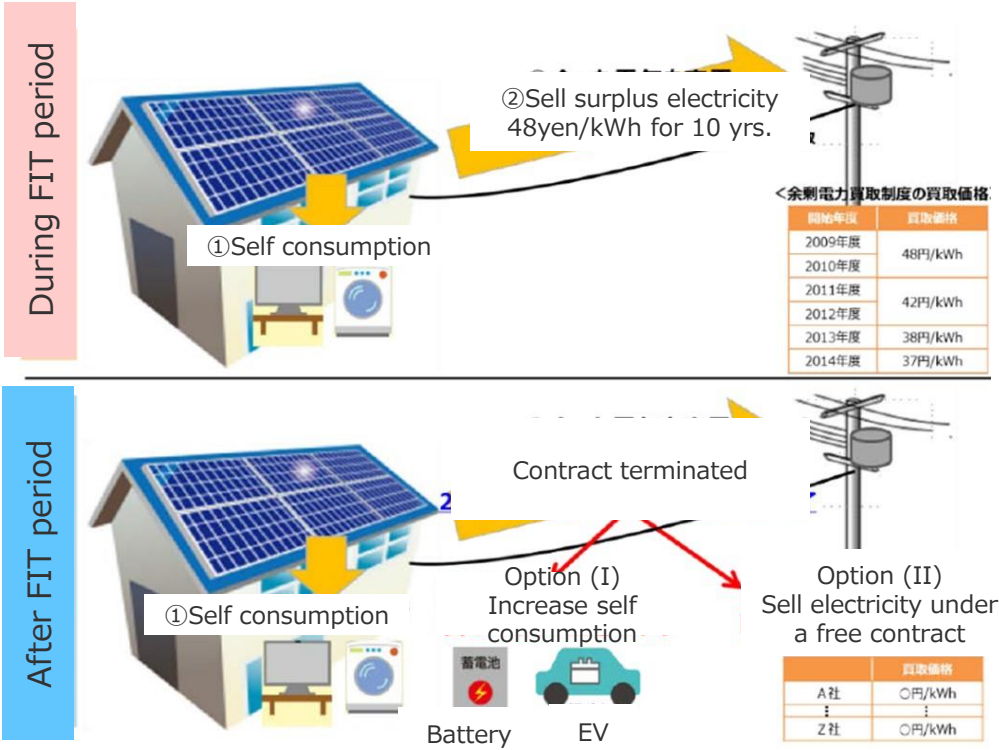 During FIT period
②Sell surplus electricity
48yen/kWh for 10 yrs.
①Self consumption
<余剰電力買取制度の買取価格
開始年度 買取価格
2009年度 48円/kWh
2010年度
2011年度 42円/kWh
2012年度
2013年度 38円/kWh
2014年度 37円/kWh
After FIT period
Contract terminated
2
①Self consumption
Option (I)
Increase self
consumption
蓄電池
Battery
EV
Option (II)
Sell electricity under
a free contract
買取価格
A社 ○円/kWh
⋮ ⋮
Z社 ○円/kWh